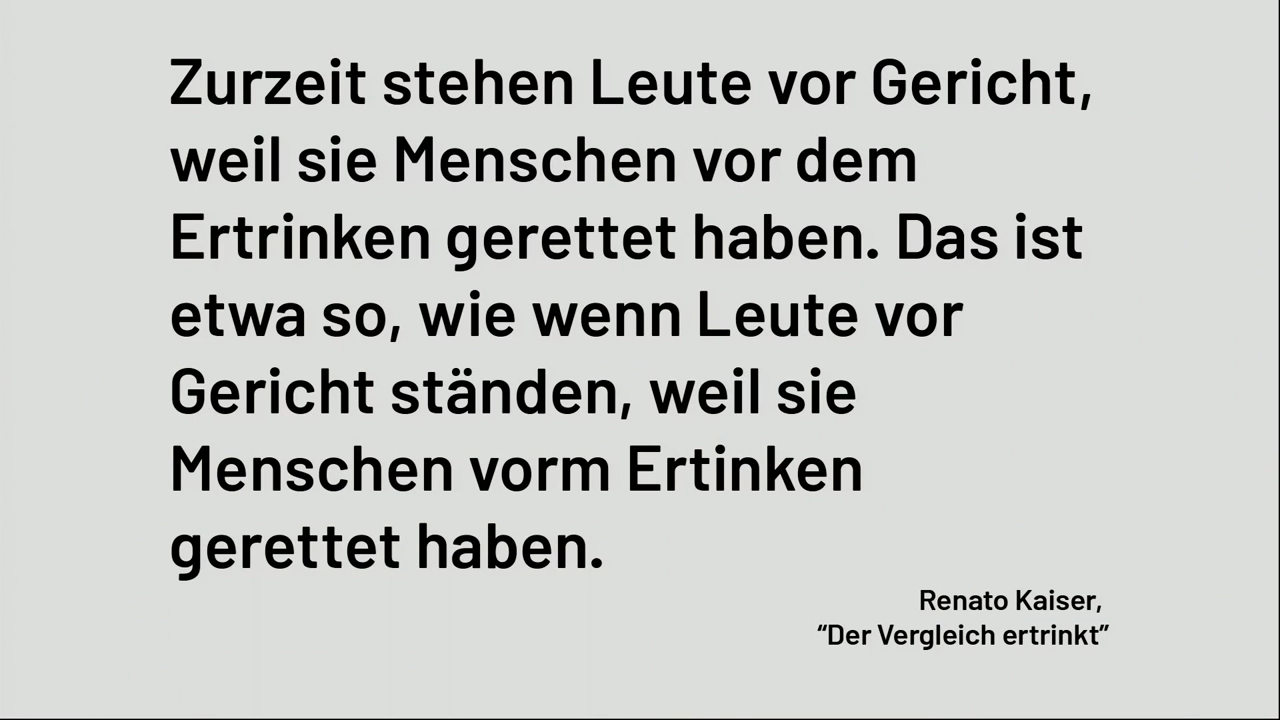 Zurzeit stehen Leute vor Gericht,
weil sie Menschen vor dem
Ertrinken gerettet haben. Das ist
etwa so, wie wenn Leute vor
Gericht ständen, weil sie
Menschen vorm Ertinken
gerettet haben.
Renato Kaiser,
“Der Vergleich ertrinkt”